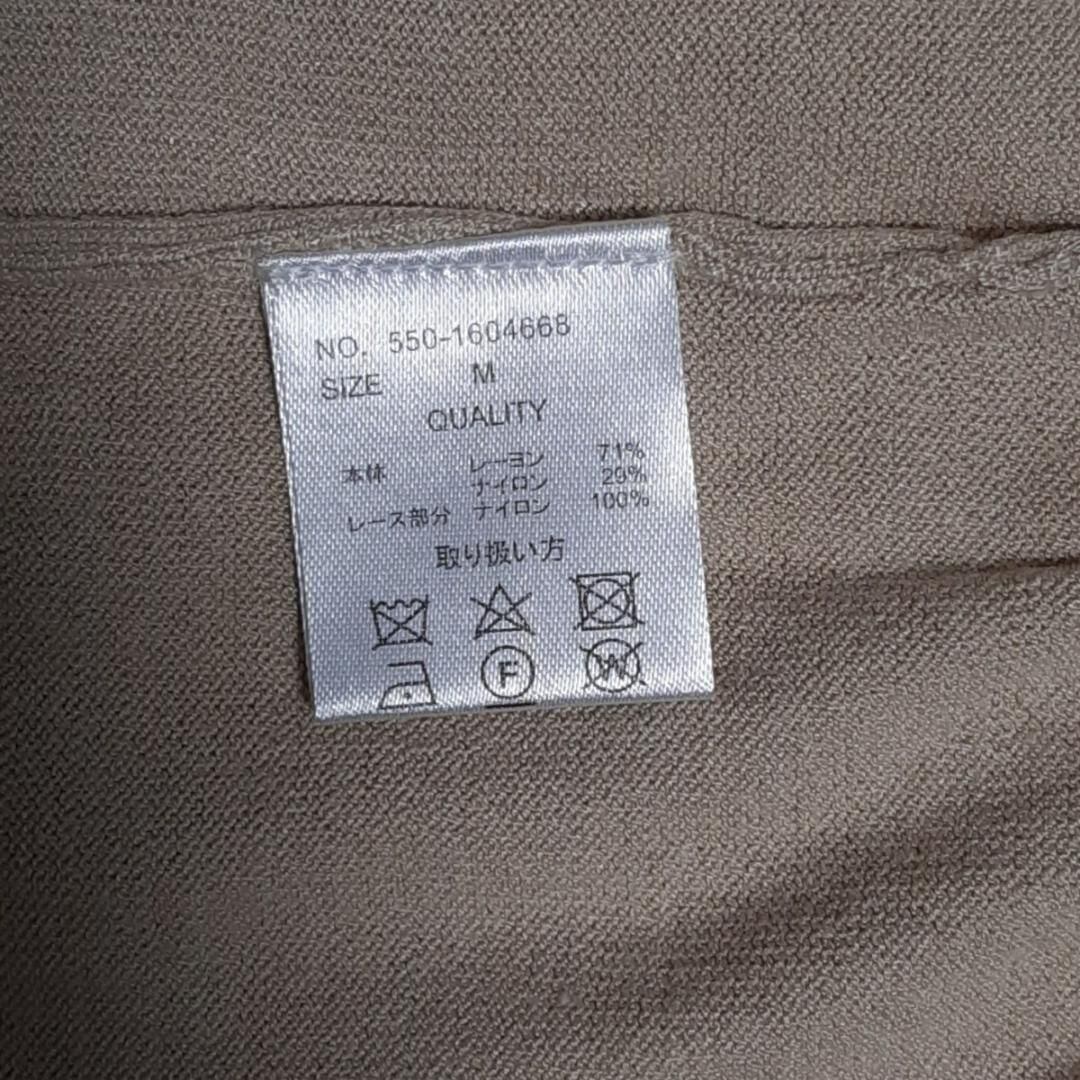 NO. 550-1604668
SIZE M
QUALITY
本体 レーヨン 71%
ナイロン 29%
レース部分 ナイロン 100%
取り扱い方
F W